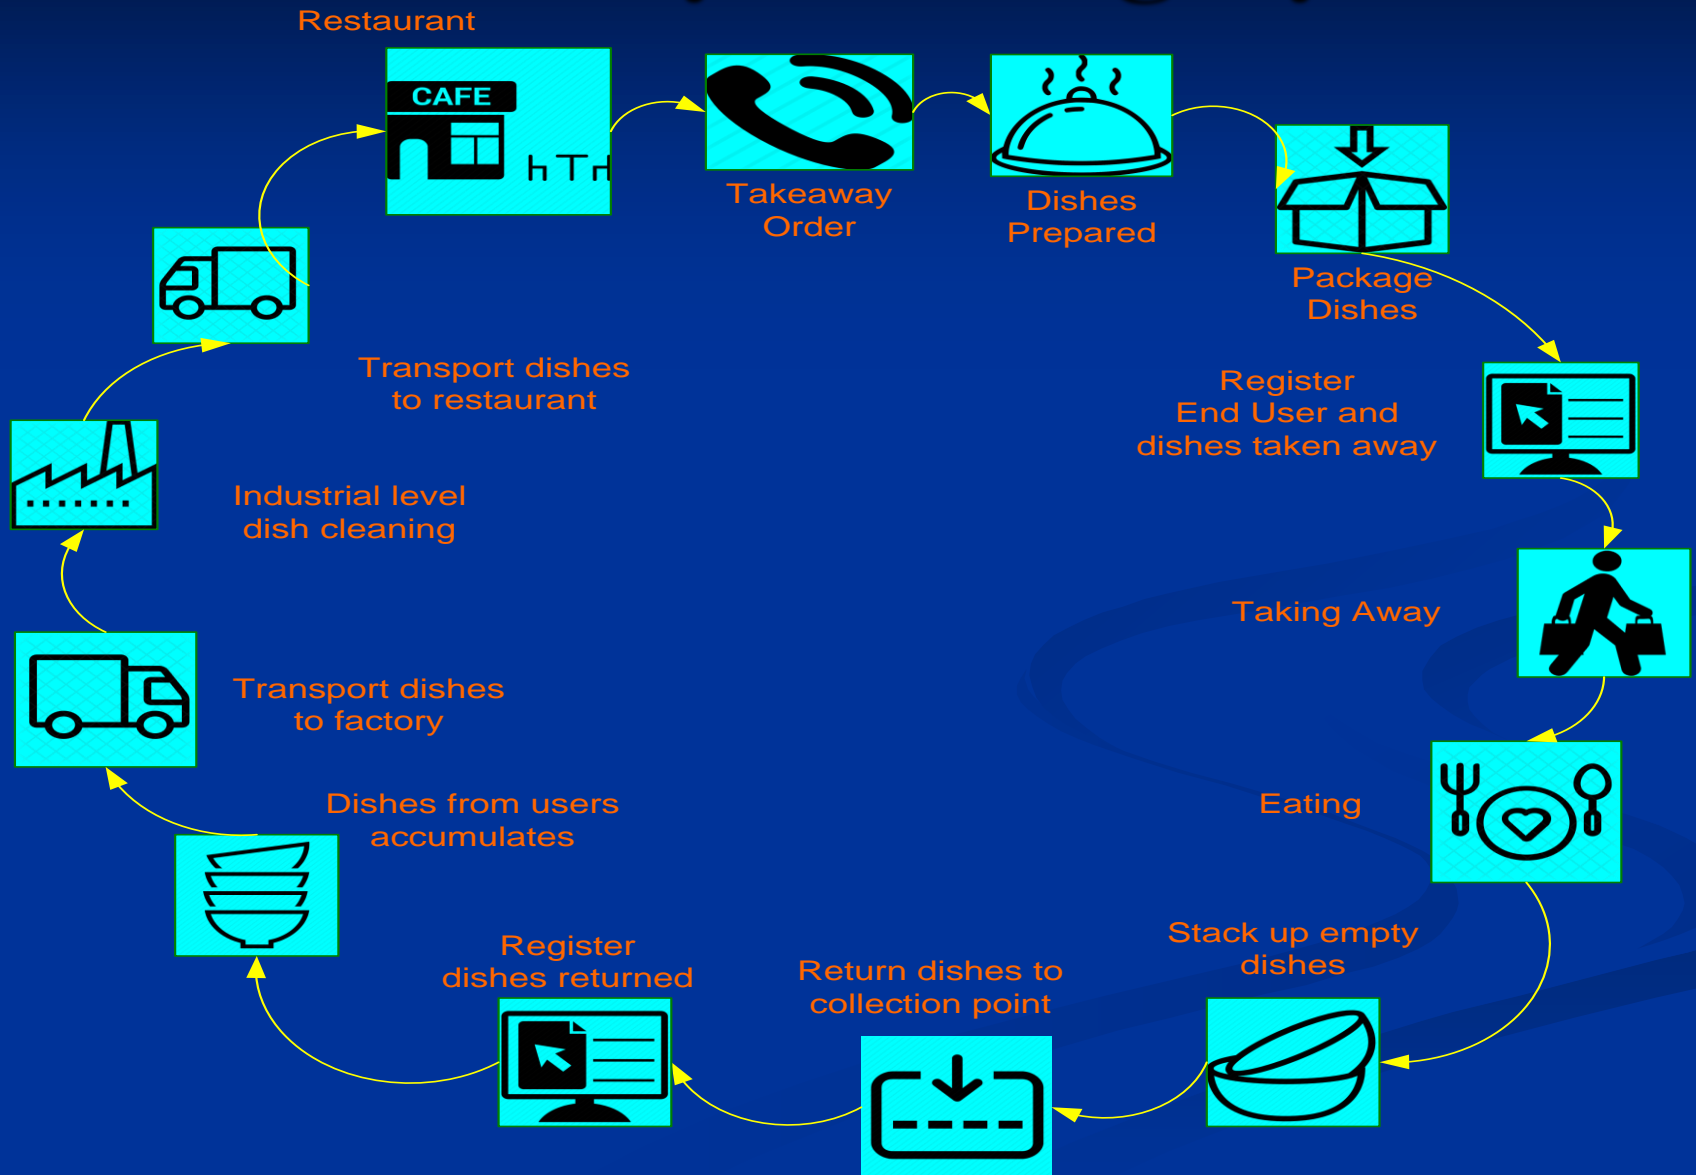 Restaurant
CAFE
Takeaway
Order
Dishes
Prepared
Package
Dishes
Register
End User and
dishes taken away
Taking Away
Eating
Stack up empty
dishes
Return dishes to
collection point
Register
dishes returned
Dishes from users
accumulates
Transport dishes
to factory
Industrial level
dish cleaning
Transport dishes
to restaurant